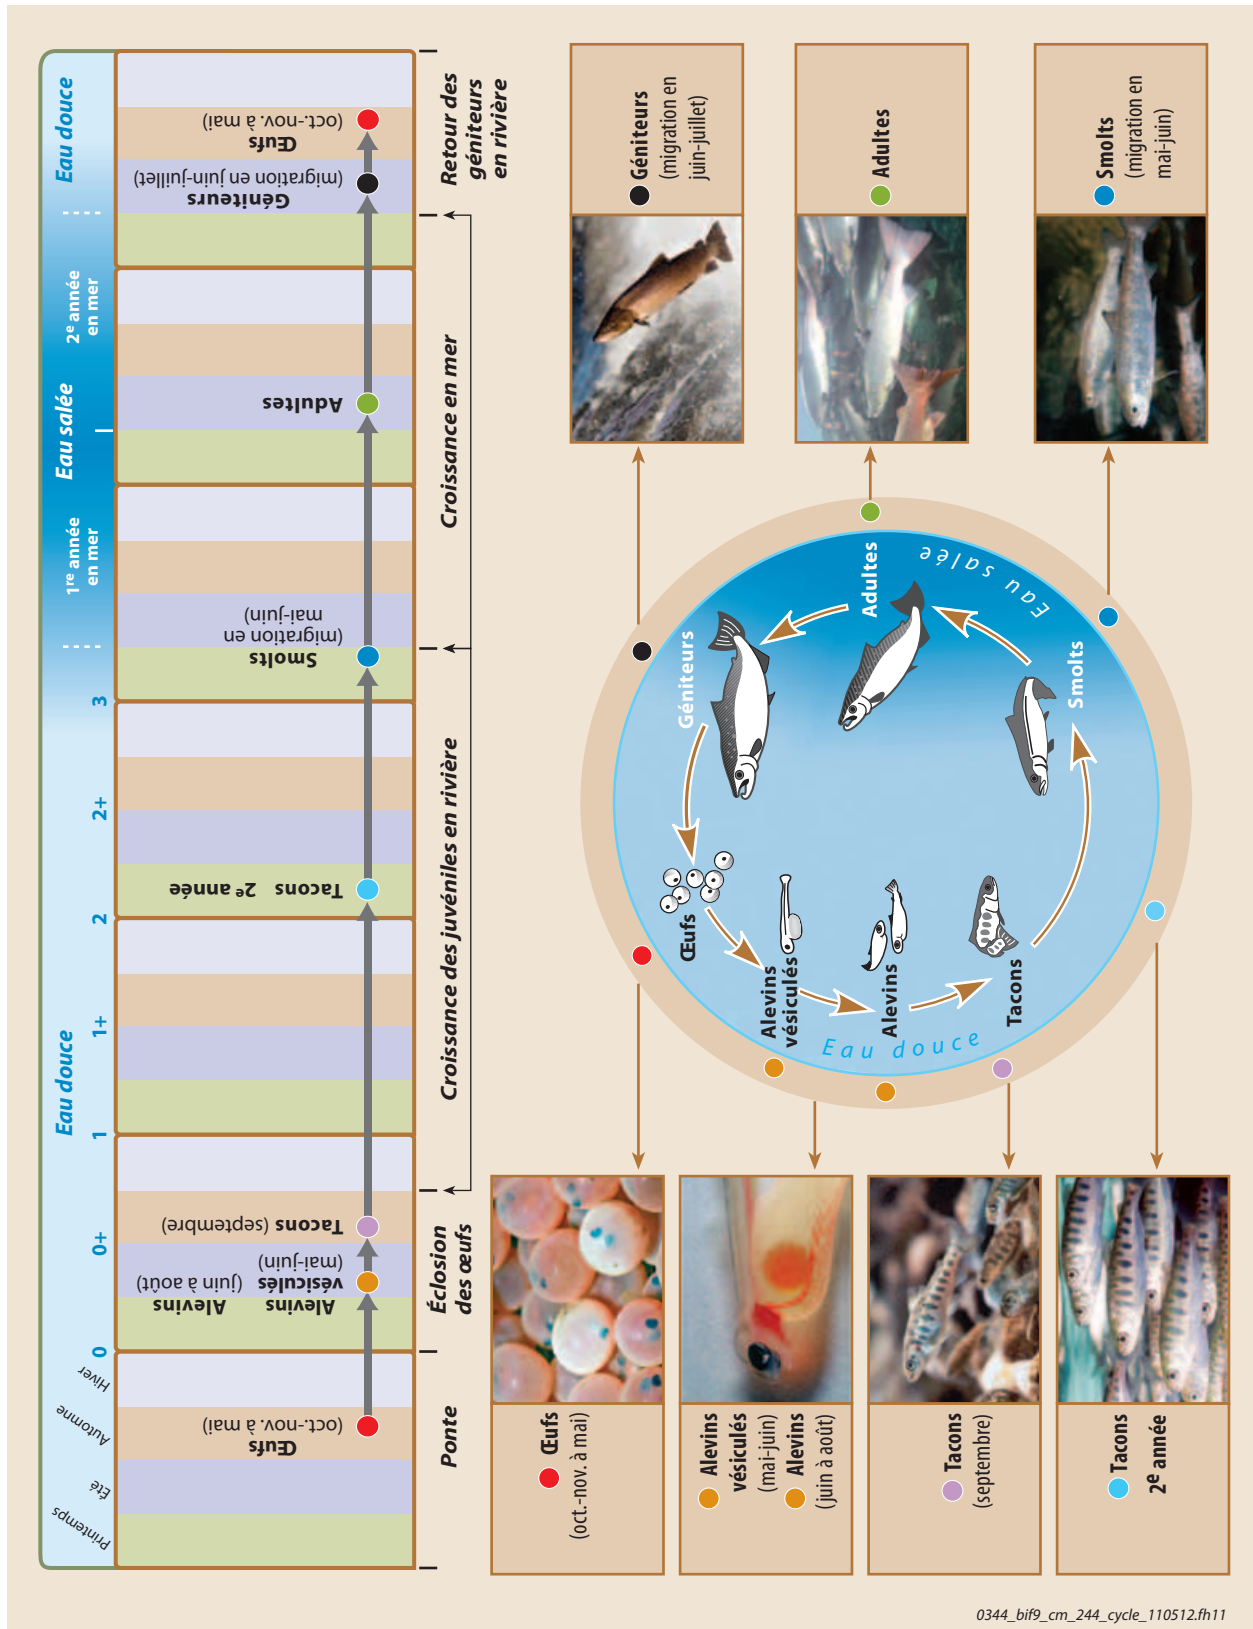 Eau douce
2e année
en mer
Eau salée
1re année
en mer
3
2+
2
1+
Eau douce
1
0+
0
Hiver
Automne
Été
Printemps
Œufs
(oct.-nov. à mai)
Géniteurs
(migration en juin-juillet)
Adultes
Smolts
(migration en
mai-juin)
Tacons 2e année
Tacons (septembre)
Alevins
vésiculés
(mai-juin)
Alevins
(juin à août)
Œufs
(oct.-nov. à mai)
Retour des
géniteurs
en rivière
Croissance en mer
Croissance des juvéniles en rivière
Éclosion
des œufs
Ponte
Géniteurs
(migration en
juin-juillet)
Adultes
Smolts
(migration en
mai-juin)
Eau salée
Adultes
Géniteurs
Smolts
Œufs
Alevins
vésiculés
Alevins
Tacons
Eau douce
Œufs
(oct.-nov. à mai)
Alevins
vésiculés
(mai-juin)
Alevins
(juin à août)
Tacons
(septembre)
Tacons
2e année
0344_bif9_cm_244_cycle_110512.fh11